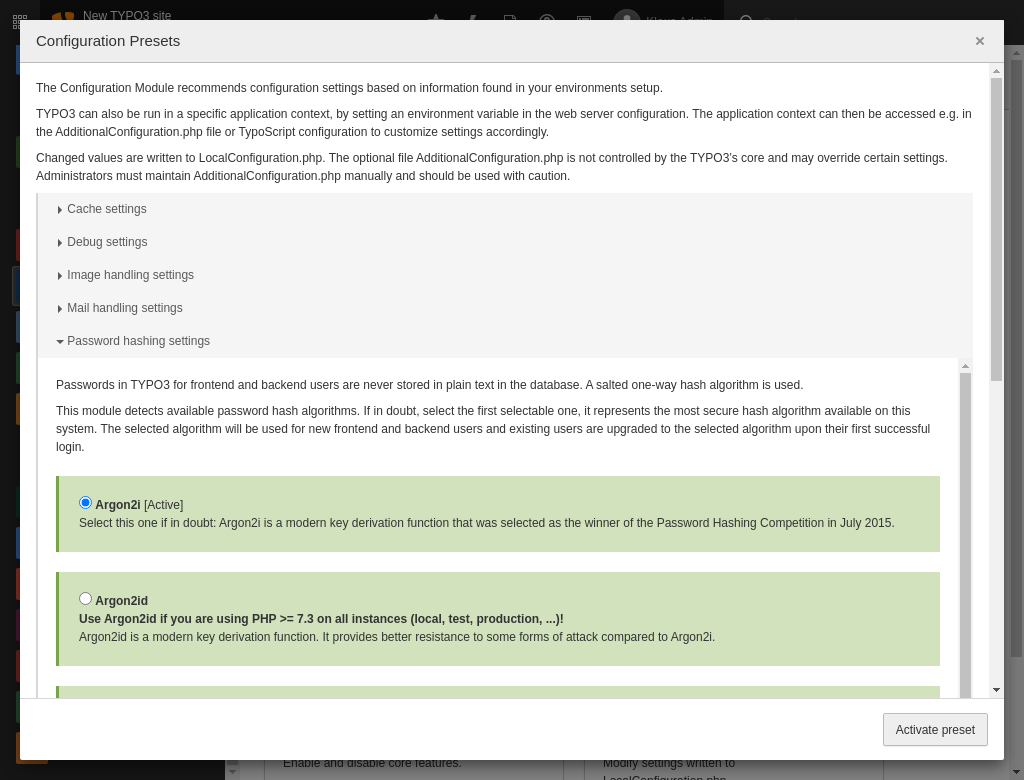 New TYPO3 site
Configuration Presets
×
The Configuration Module recommends configuration settings based on information found in your environments setup.
TYPO3 can also be run in a specific application context, by setting an environment variable in the web server configuration. The application context can then be accessed e.g. in
the AdditionalConfiguration.php file or TypoScript configuration to customize settings accordingly.
Changed values are written to LocalConfiguration.php. The optional file AdditionalConfiguration.php is not controlled by the TYPO3's core and may override certain settings.
Administrators must maintain AdditionalConfiguration.php manually and should be used with caution.
Cache settings
Debug settings
Image handling settings
Mail handling settings
Password hashing settings
Passwords in TYPO3 for frontend and backend users are never stored in plain text in the database. A salted one-way hash algorithm is used.
This module detects available password hash algorithms. If in doubt, select the first selectable one, it represents the most secure hash algorithm available on this
system. The selected algorithm will be used for new frontend and backend users and existing users are upgraded to the selected algorithm upon their first successful
login.
Argon2i [Active]
Select this one if in doubt: Argon2i is a modern key derivation function that was selected as the winner of the Password Hashing Competition in July 2015.
Argon2id
Use Argon2id if you are using PHP >= 7.3 on all instances (local, test, production, ...)!
Argon2id is a modern key derivation function. It provides better resistance to some forms of attack compared to Argon2i.
Activate preset
Enable and disable core features.
Modify settings written to
LocalConfiguration.php